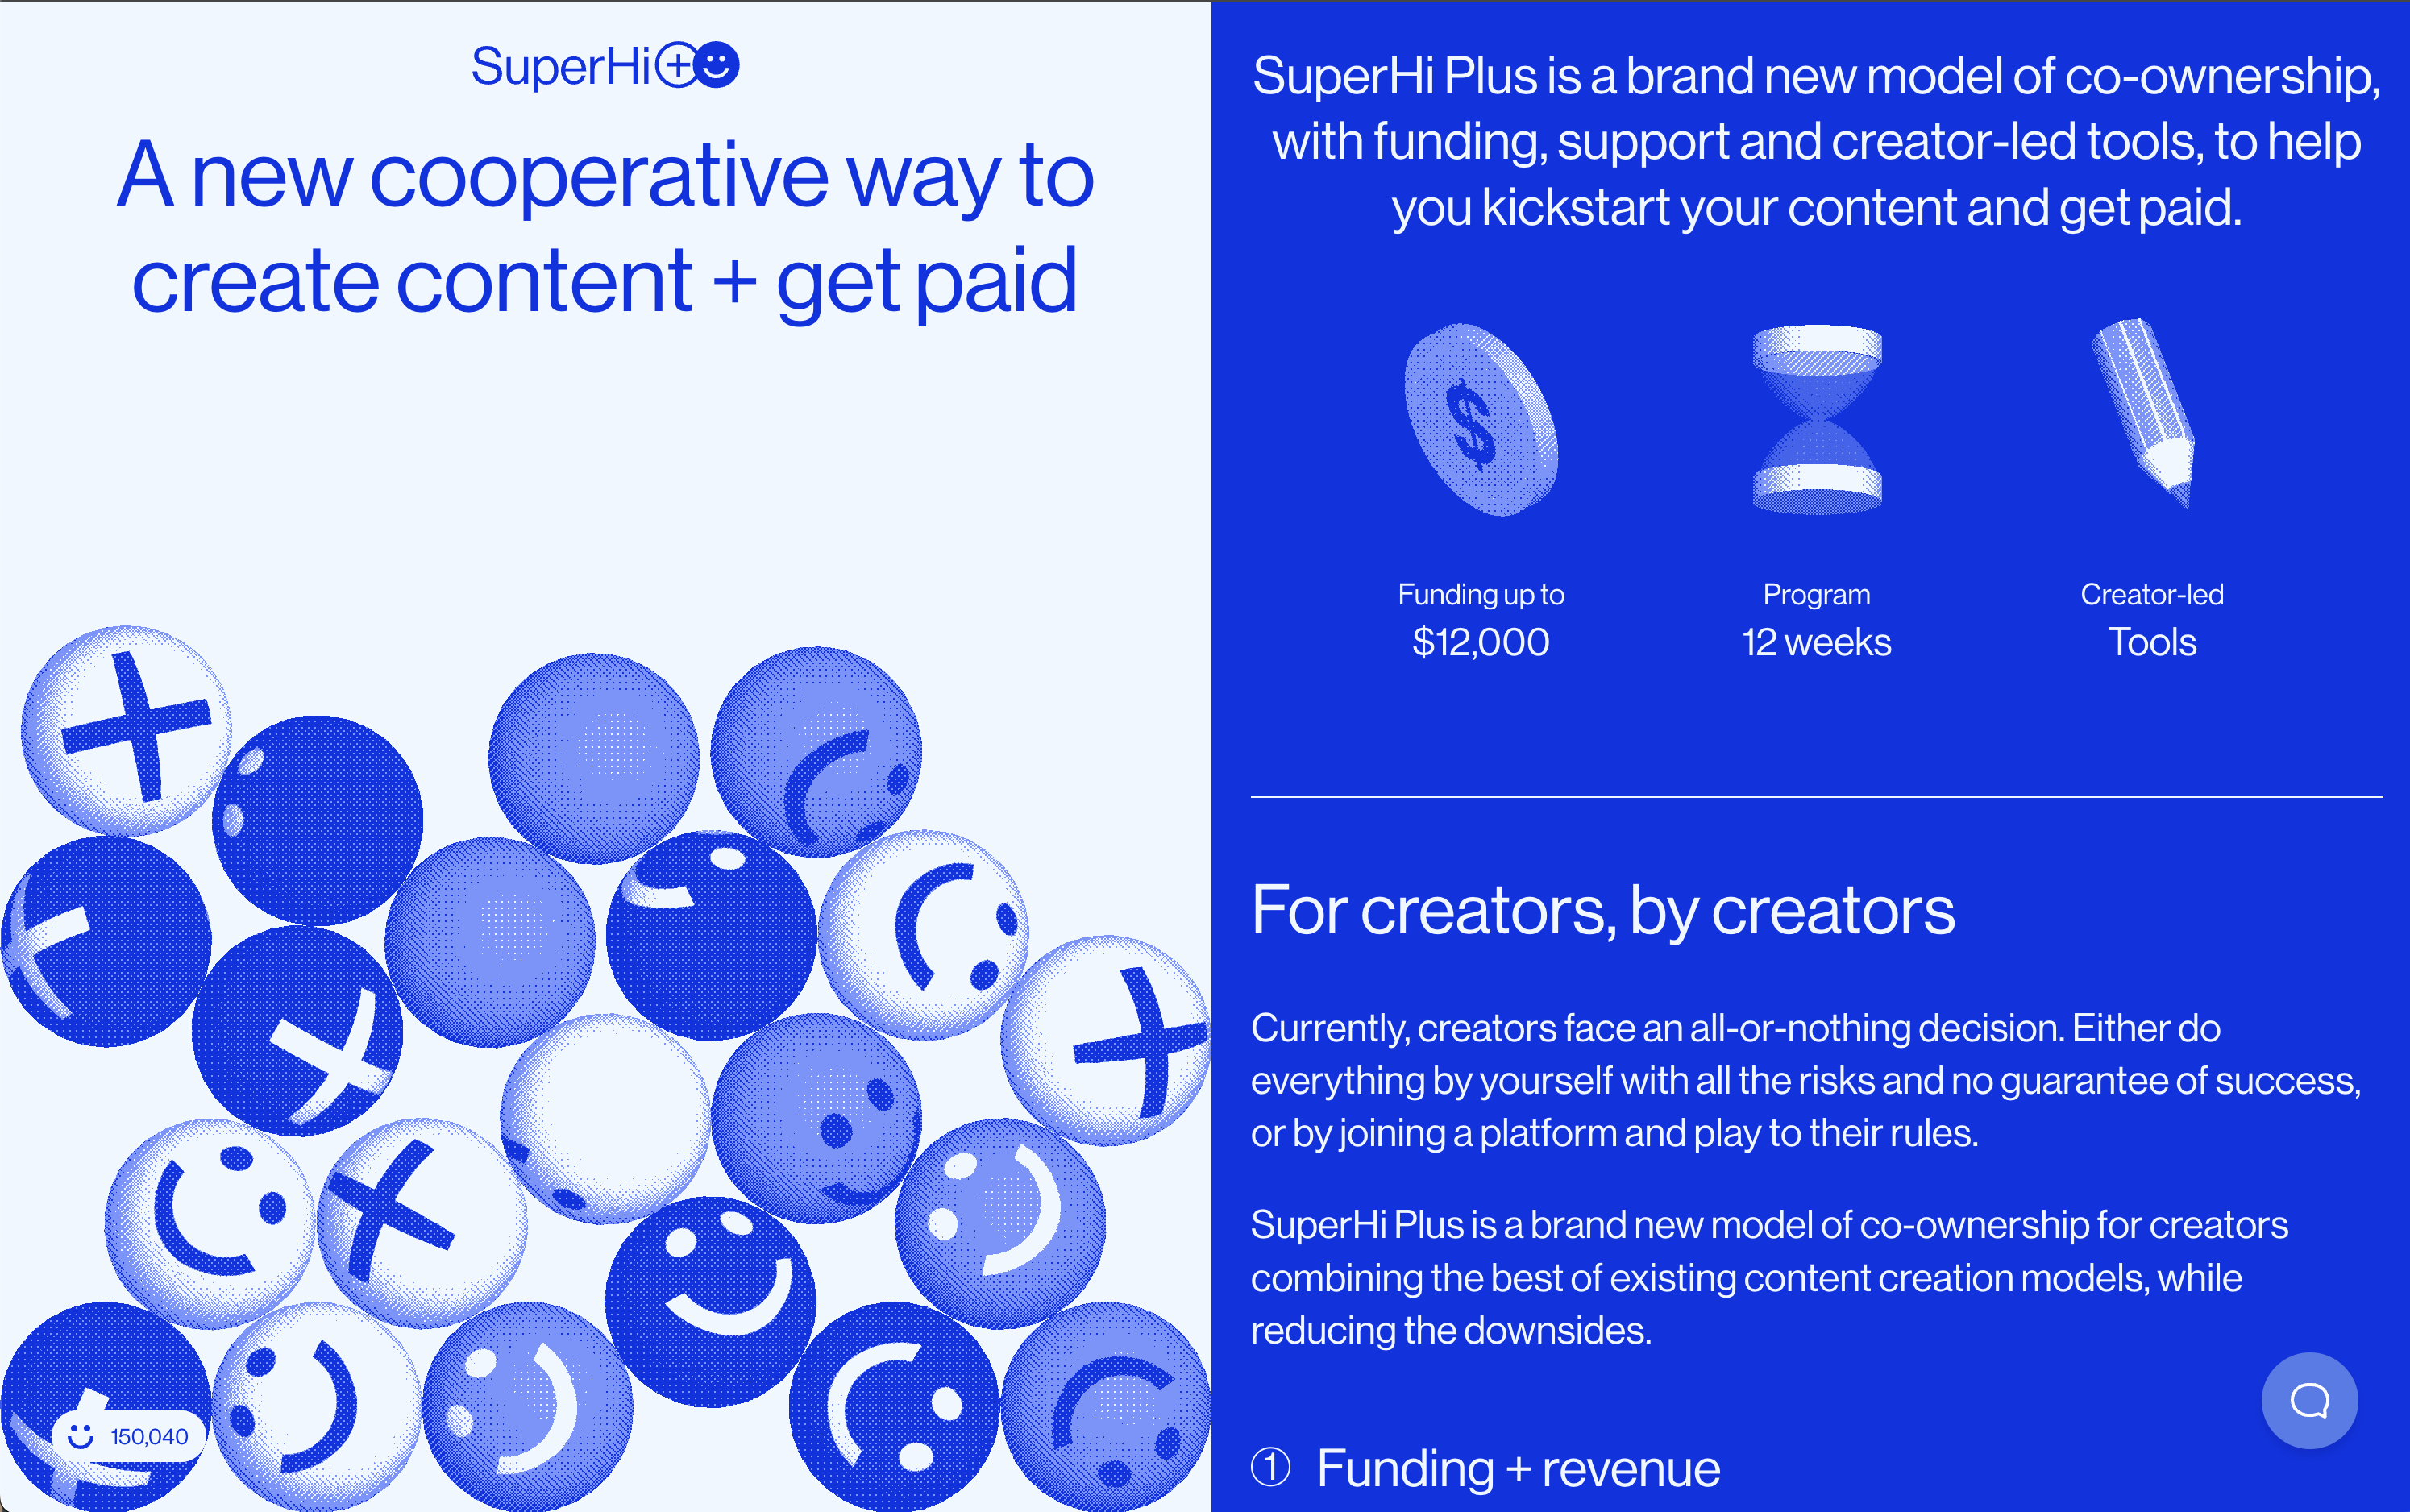 SuperHi
A new cooperative way to
create content + get paid
150,040
SuperHi Plus is a brand new model of co-ownership,
with funding, support and creator-led tools, to help
you kickstart your content and get paid.
$
Funding up to
$12,000
Program
12 weeks
Creator-led
Tools
For creators, by creators
Currently, creators face an all-or-nothing decision. Either do
everything by yourself with all the risks and no guarantee of success,
or by joining a platform and play to their rules.
SuperHi Plus is a brand new model of co-ownership for creators
combining the best of existing content creation models, while
reducing the downsides.
① Funding + revenue